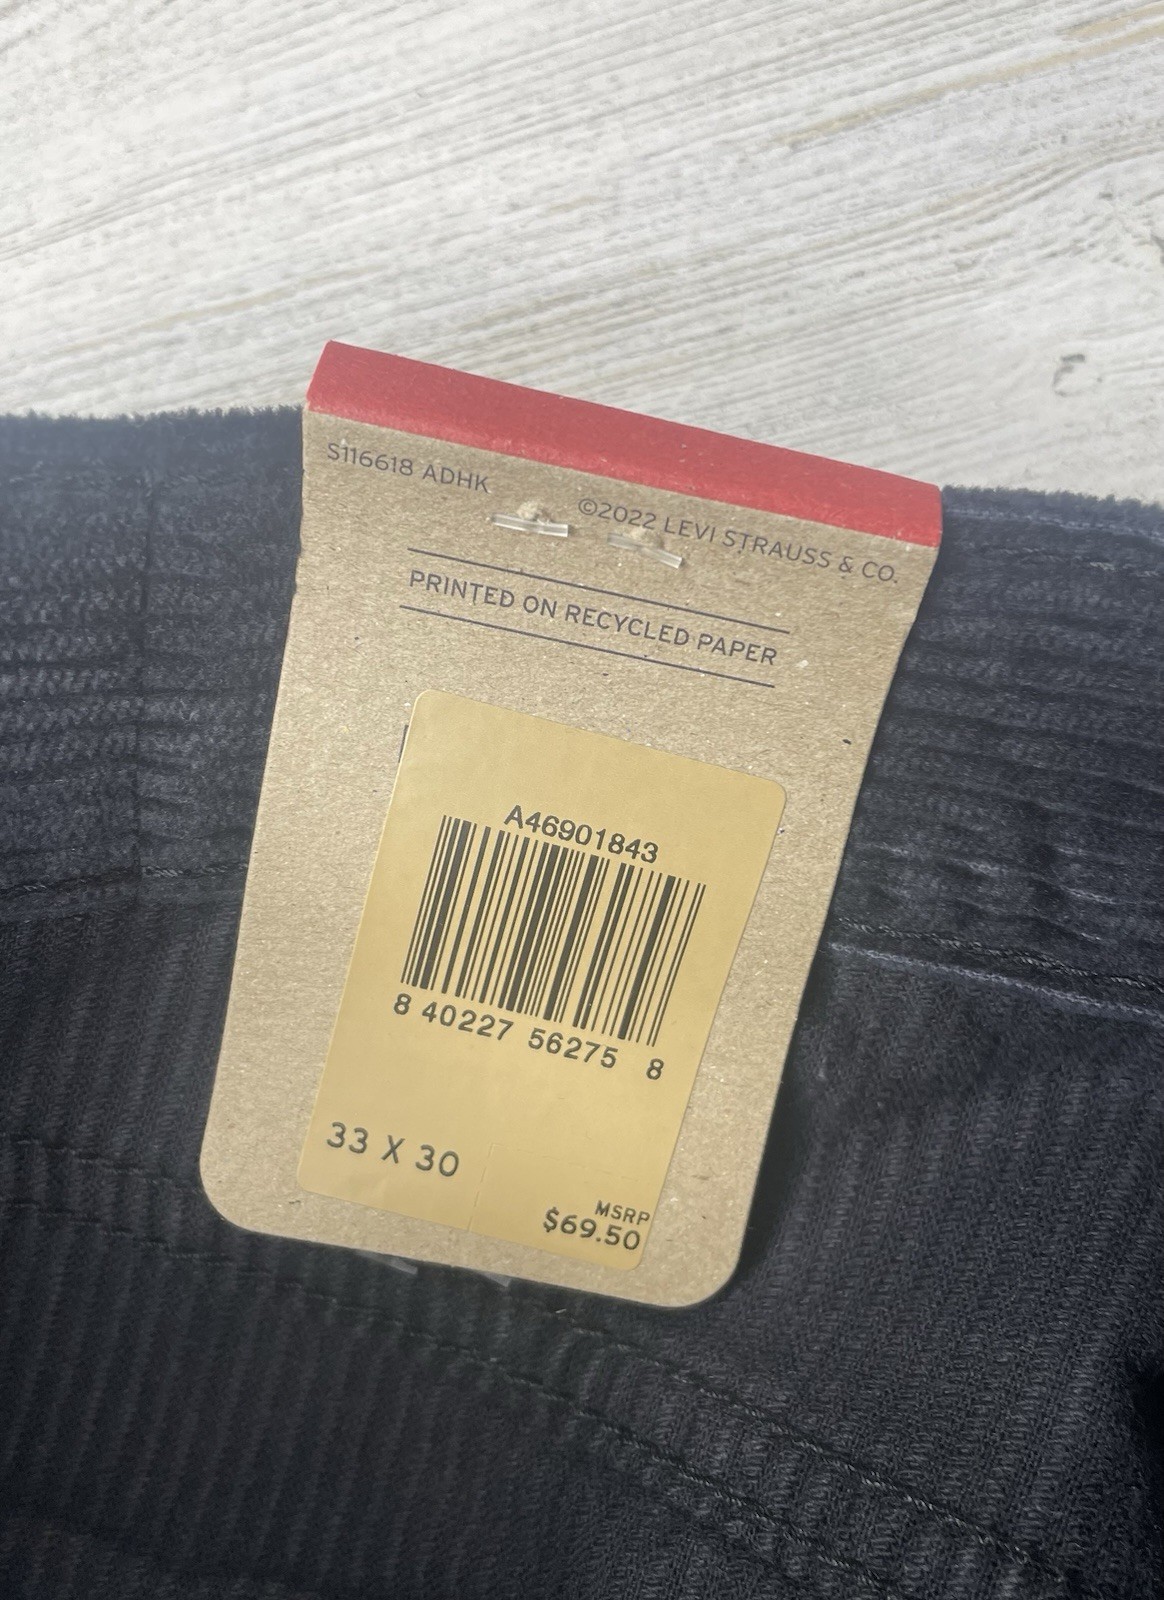 S116618 ADHK
©2022 LEVI STRAUSS & CO.
PRINTED ON RECYCLED PAPER
A46901843
8 40227 56275 8
33 X 30
MSRP
$69.50